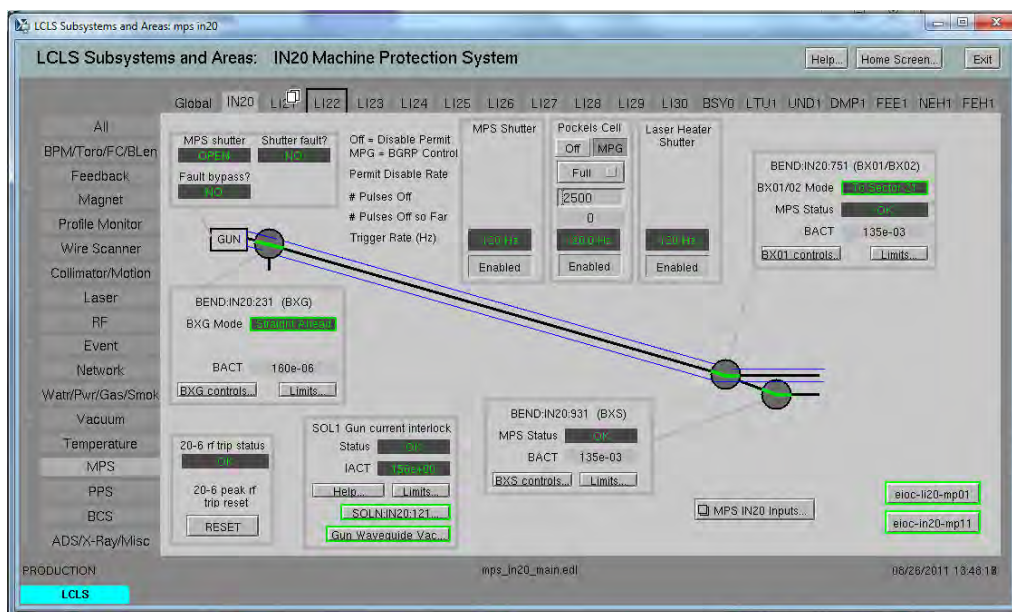 LCLS Subsystems and Areas: mps in20
LCLS Subsystems and Areas: IN20 Machine Protection System
Help... Home Screen... Exit
Global IN20 LI22 LI23 LI24 LI25 LI26 LI27 LI28 LI29 LI30 BSY0 LTU1 UND1 DMP1 FEE1 NEH1 FEH1
All
BPM/Toro/FC/BLen
Feedback
Magnet
Profile Monitor
Wire Scanner
Collimator/Motion
Laser
RF
Event
Network
Watr/Pwr/Gas/Smok
Vacuum
Temperature
MPS
PPS
BCS
ADS/X-Ray/Misc
MPS shutter Shutter fault?
OPEN NO
Fault bypass?
NO
Off = Disable Permit
MPG = BGRP Control
Permit Disable Rate
# Pulses Off
# Pulses Off so Far
Trigger Rate (Hz)
MPS Shutter
120 Hz
Enabled
Pockels Cell
Off MPG
Full
2500
0
Enabled
Laser Heater
Shutter
120 Hz
Enabled
BEND:IN20:751 (BX01/BX02)
BX01/02 Mode To Sector 21
MPS Status OK
BACT 135e-03
BX01 controls... Limits...
GUN
BEND:IN20:231 (BXG)
BXG Mode Straight Ahead
BACT 160e-06
BXG controls... Limits...
BEND:IN20:931 (BXS)
MPS Status OK
BACT 135e-03
BXS controls... Limits...
20-6 rf trip status
OK
20-6 peak rf
trip reset
RESET
SOL1 Gun current interlock
Status OK
IACT 156e+00
Help... Limits...
SOLN:IN20:121...
Gun Waveguide Vac...
MPS IN20 Inputs...
eioc-li20-mp01
eioc-in20-mp11
PRODUCTION mps_in20_main.edl 08/26/2011
LCLS